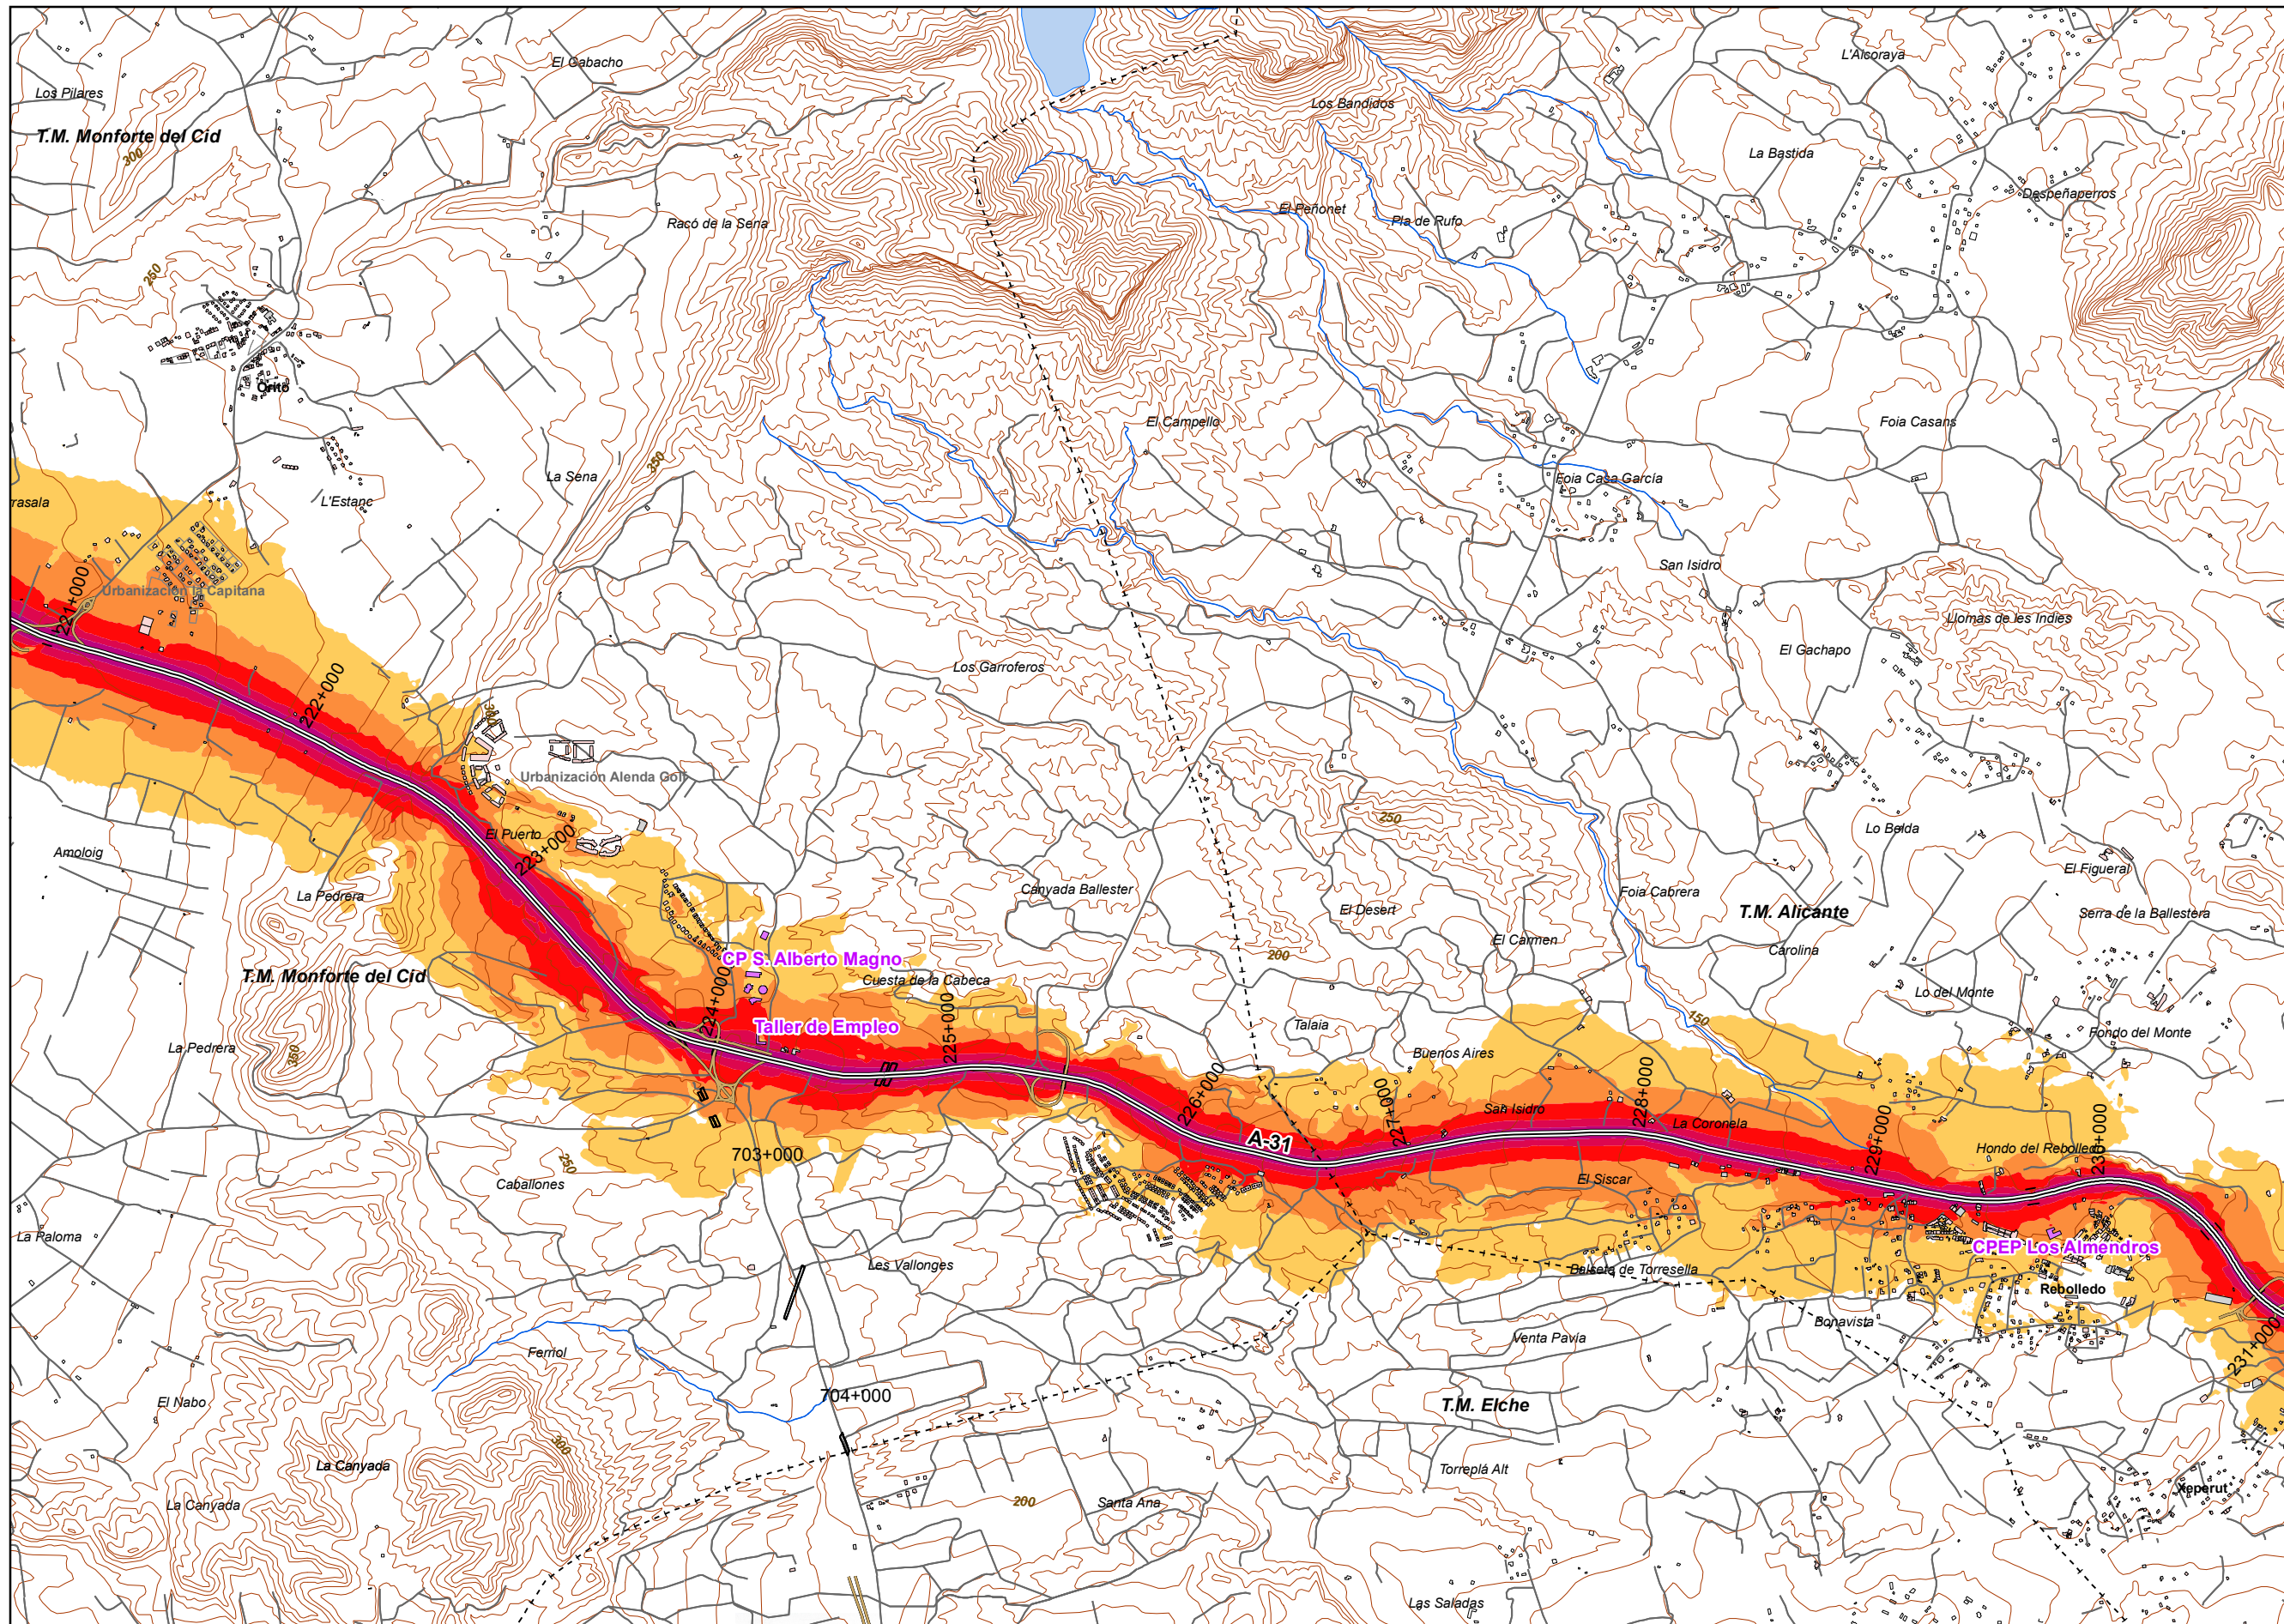 El Gabacho
L'Alcoraya
Los Pilares
Los Bandidos
T.M. Monforte del Cid
300
La Bastida
Despeñaperros
El Peñonet
Racó de la Sena
Pla de Rufo
250
Orito
El Campello
Foia Casans
350
La Sena
Foia Casa García
L'Estanc
rrasala
San Isidro
Urbanización la Capitana
221+000
Llomas de les Indies
El Gachapo
Los Garroferos
222+000
300
Urbanización Alenda Golf
250
Lo Belda
El Puerto
223+000
Amoloig
El Figueral
La Pedrera
Canyada Ballester
Foia Cabrera
El Desert
T.M. Alicante
Serra de la Ballestera
El Carmen
Carolina
200
CP S. Alberto Magno
T.M. Monforte del Cid
Cuesta de la Cabeca
Lo del Monte
224+000
Taller de Empleo
225+000
150
Talaia
Fondo del Monte
La Pedrera
350
Buenos Aires
226+000
227+000
San Isidro
228+000
La Coronela
229+000
A-31
Hondo del Rebolledo
230+000
703+000
250
Caballones
El Siscar
La Paloma
CPEP Los Almendros
Les Vallonges
Balseta de Torresella
Rebolledo
Bonavista
Venta Pavia
Ferriol
231+000
704+000
El Nabo
T.M. Elche
300
La Canyada
Torreplá Alt
Xeperut
La Canyada
200
Santa Ana
Las Saladas